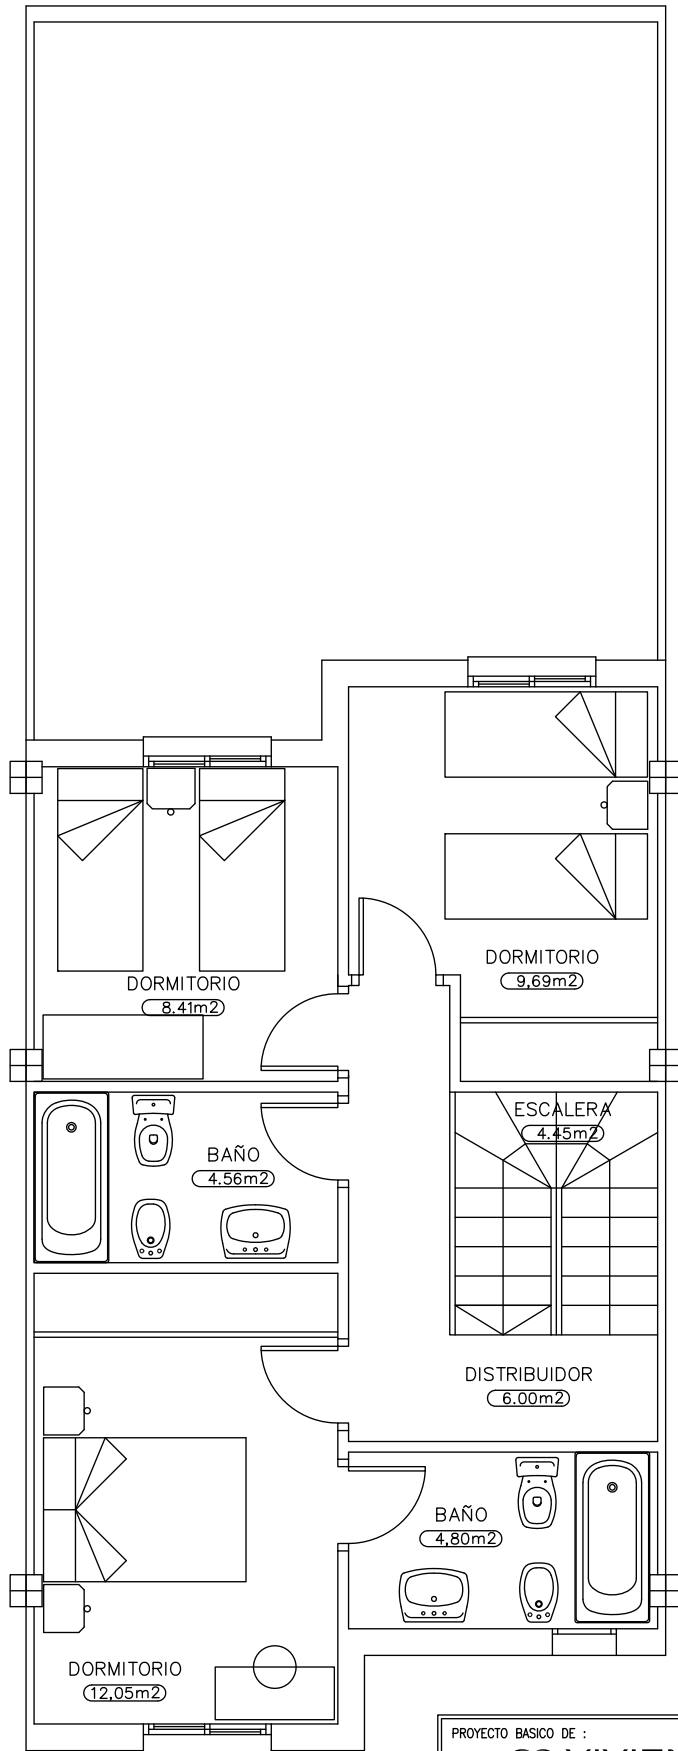 DORMITORIO
9,69m2
DORMITORIO
8.41m2
ESCALERA
4.45m2
BAÑO
4.56m2
DISTRIBUIDOR
6.00m2
BAÑO
4,80m2
DORMITORIO
12,05m2
PROYECTO BASICO DE :